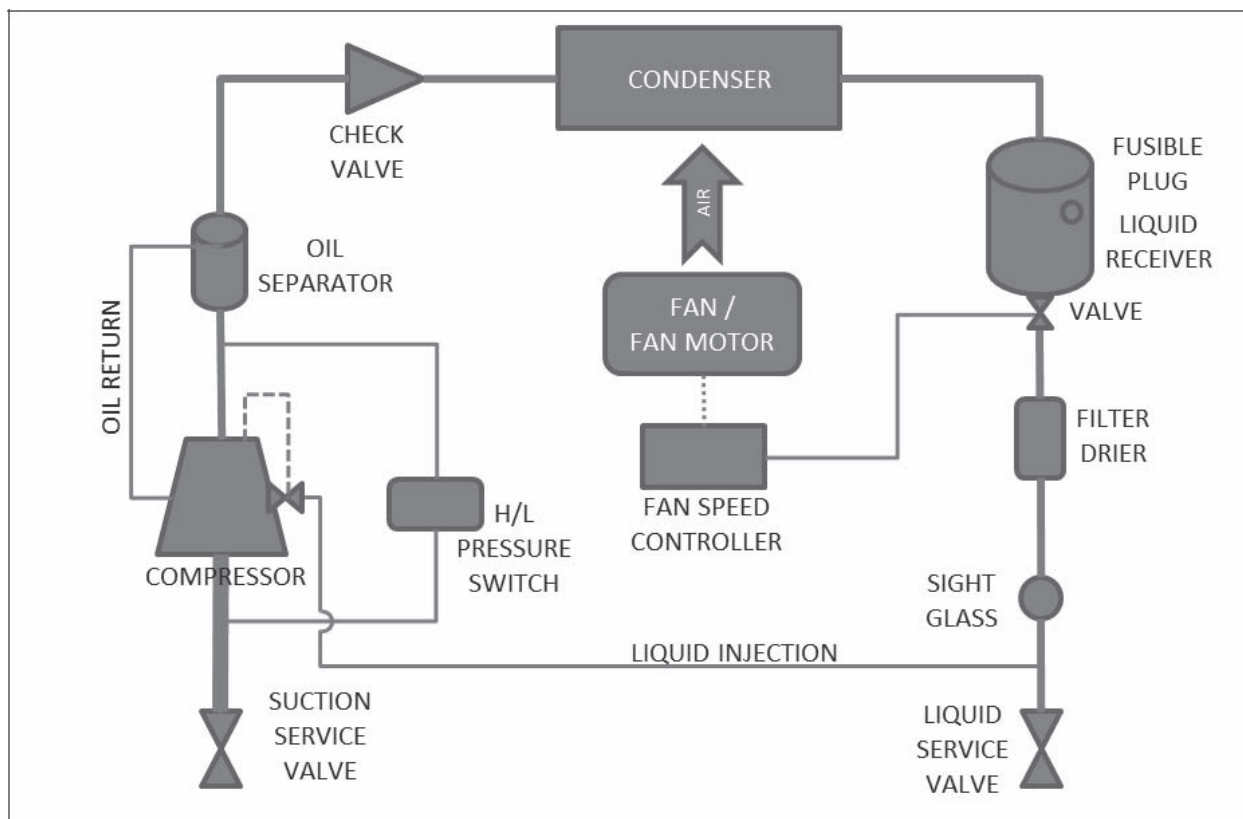 CONDENSER
CHECK
VALVE
FUSIBLE
PLUG
LIQUID
RECEIVER
AIR
OIL
SEPARATOR
FAN /
FAN MOTOR
VALVE
OIL RETURN
FILTER
DRIER
H/L
PRESSURE
SWITCH
FAN SPEED
CONTROLLER
COMPRESSOR
SIGHT
GLASS
LIQUID INJECTION
SUCTION
SERVICE
VALVE
LIQUID
SERVICE
VALVE